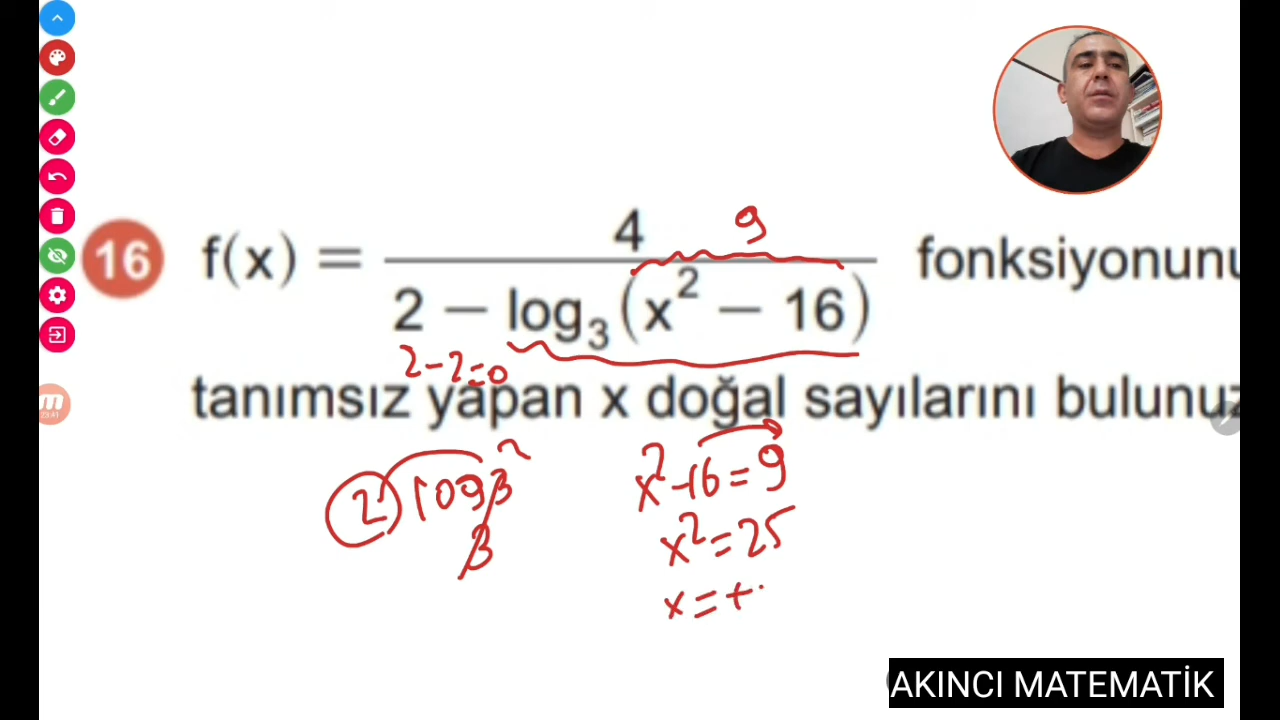 9
16 f(x) = 4 / 2 − log₃(x² − 16) fonksiyonunu
2-2=0
tanımsız yapan x doğal sayılarını bulunuz
2 log₃ 3²
x²-16=9
x²=25
x=+
AKINCI MATEMATİK